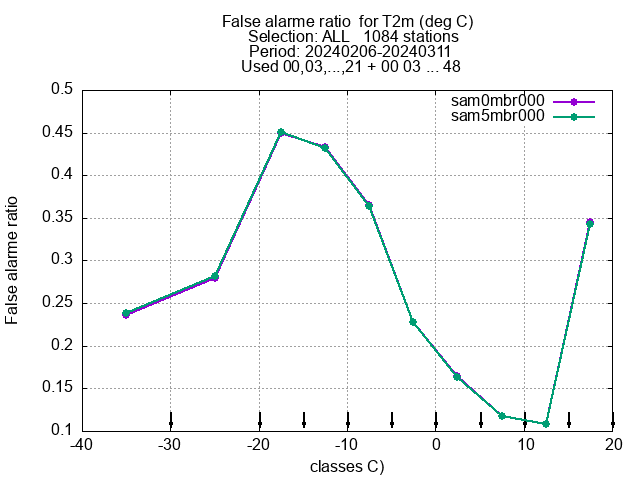 False alarme ratio  for T2m (deg C)
Selection: ALL   1084 stations
Period: 20240206-20240311
Used 00,03,...,21 + 00 03 ... 48
sam0mbr000
sam5mbr000
0.5
0.45
0.4
0.35
0.3
0.25
0.2
0.15
0.1
False alarme ratio
-40 -30 -20 -10 0 10 20
classes C)